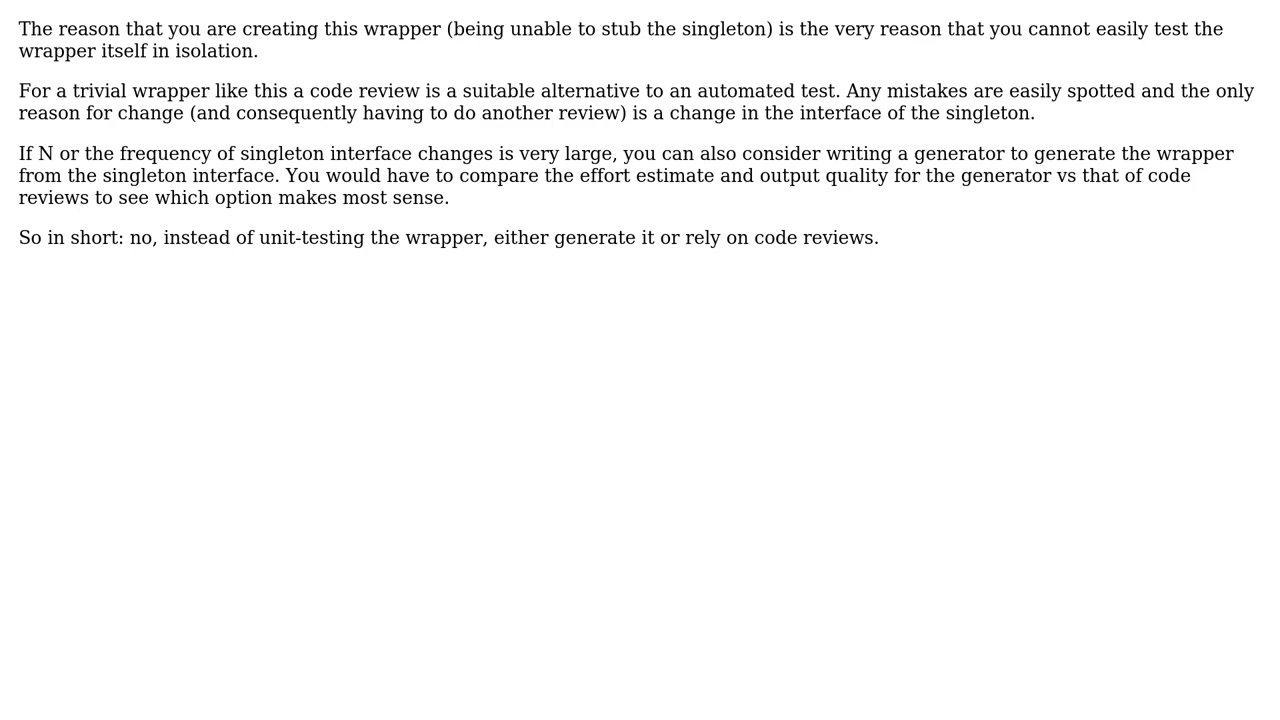 The reason that you are creating this wrapper (being unable to stub the singleton) is the very reason that you cannot easily test the
wrapper itself in isolation.
For a trivial wrapper like this a code review is a suitable alternative to an automated test. Any mistakes are easily spotted and the only
reason for change (and consequently having to do another review) is a change in the interface of the singleton.
If N or the frequency of singleton interface changes is very large, you can also consider writing a generator to generate the wrapper
from the singleton interface. You would have to compare the effort estimate and output quality for the generator vs that of code
reviews to see which option makes most sense.
So in short: no, instead of unit-testing the wrapper, either generate it or rely on code reviews.